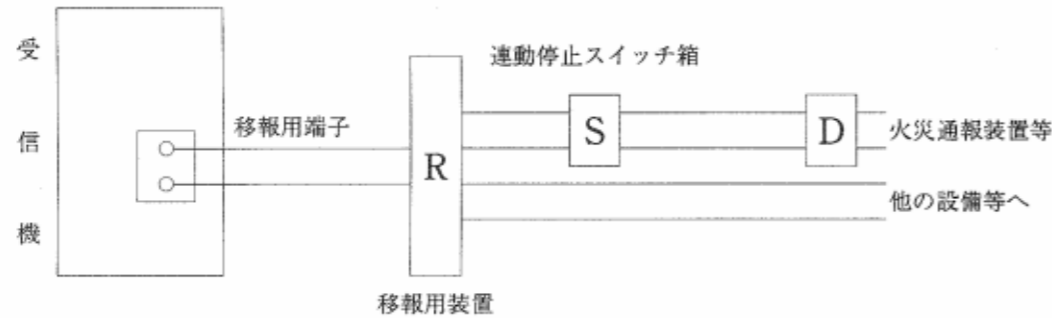 受信機
移報用端子
R
移報用装置
連動停止スイッチ箱
S
D
火災通報装置等
他の設備等へ